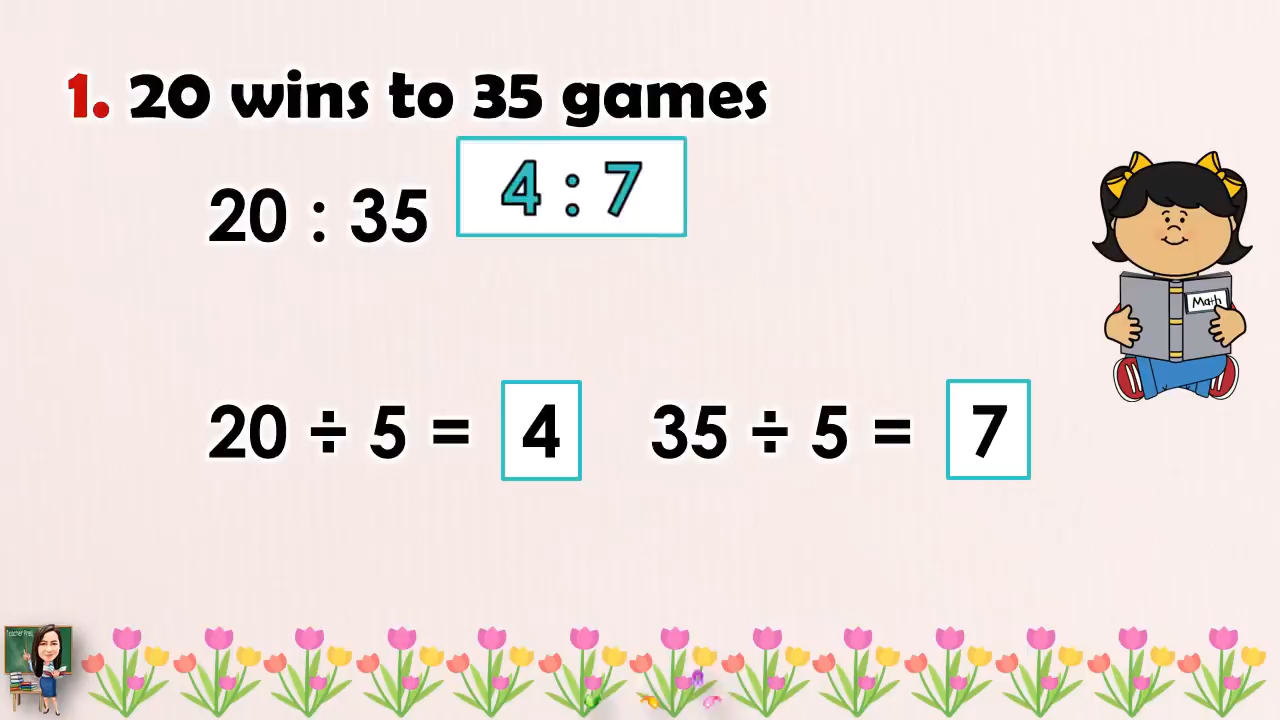 1. 20 wins to 35 games
20 : 35 4 : 7
20 ÷ 5 = 4 35 ÷ 5 = 7
Math